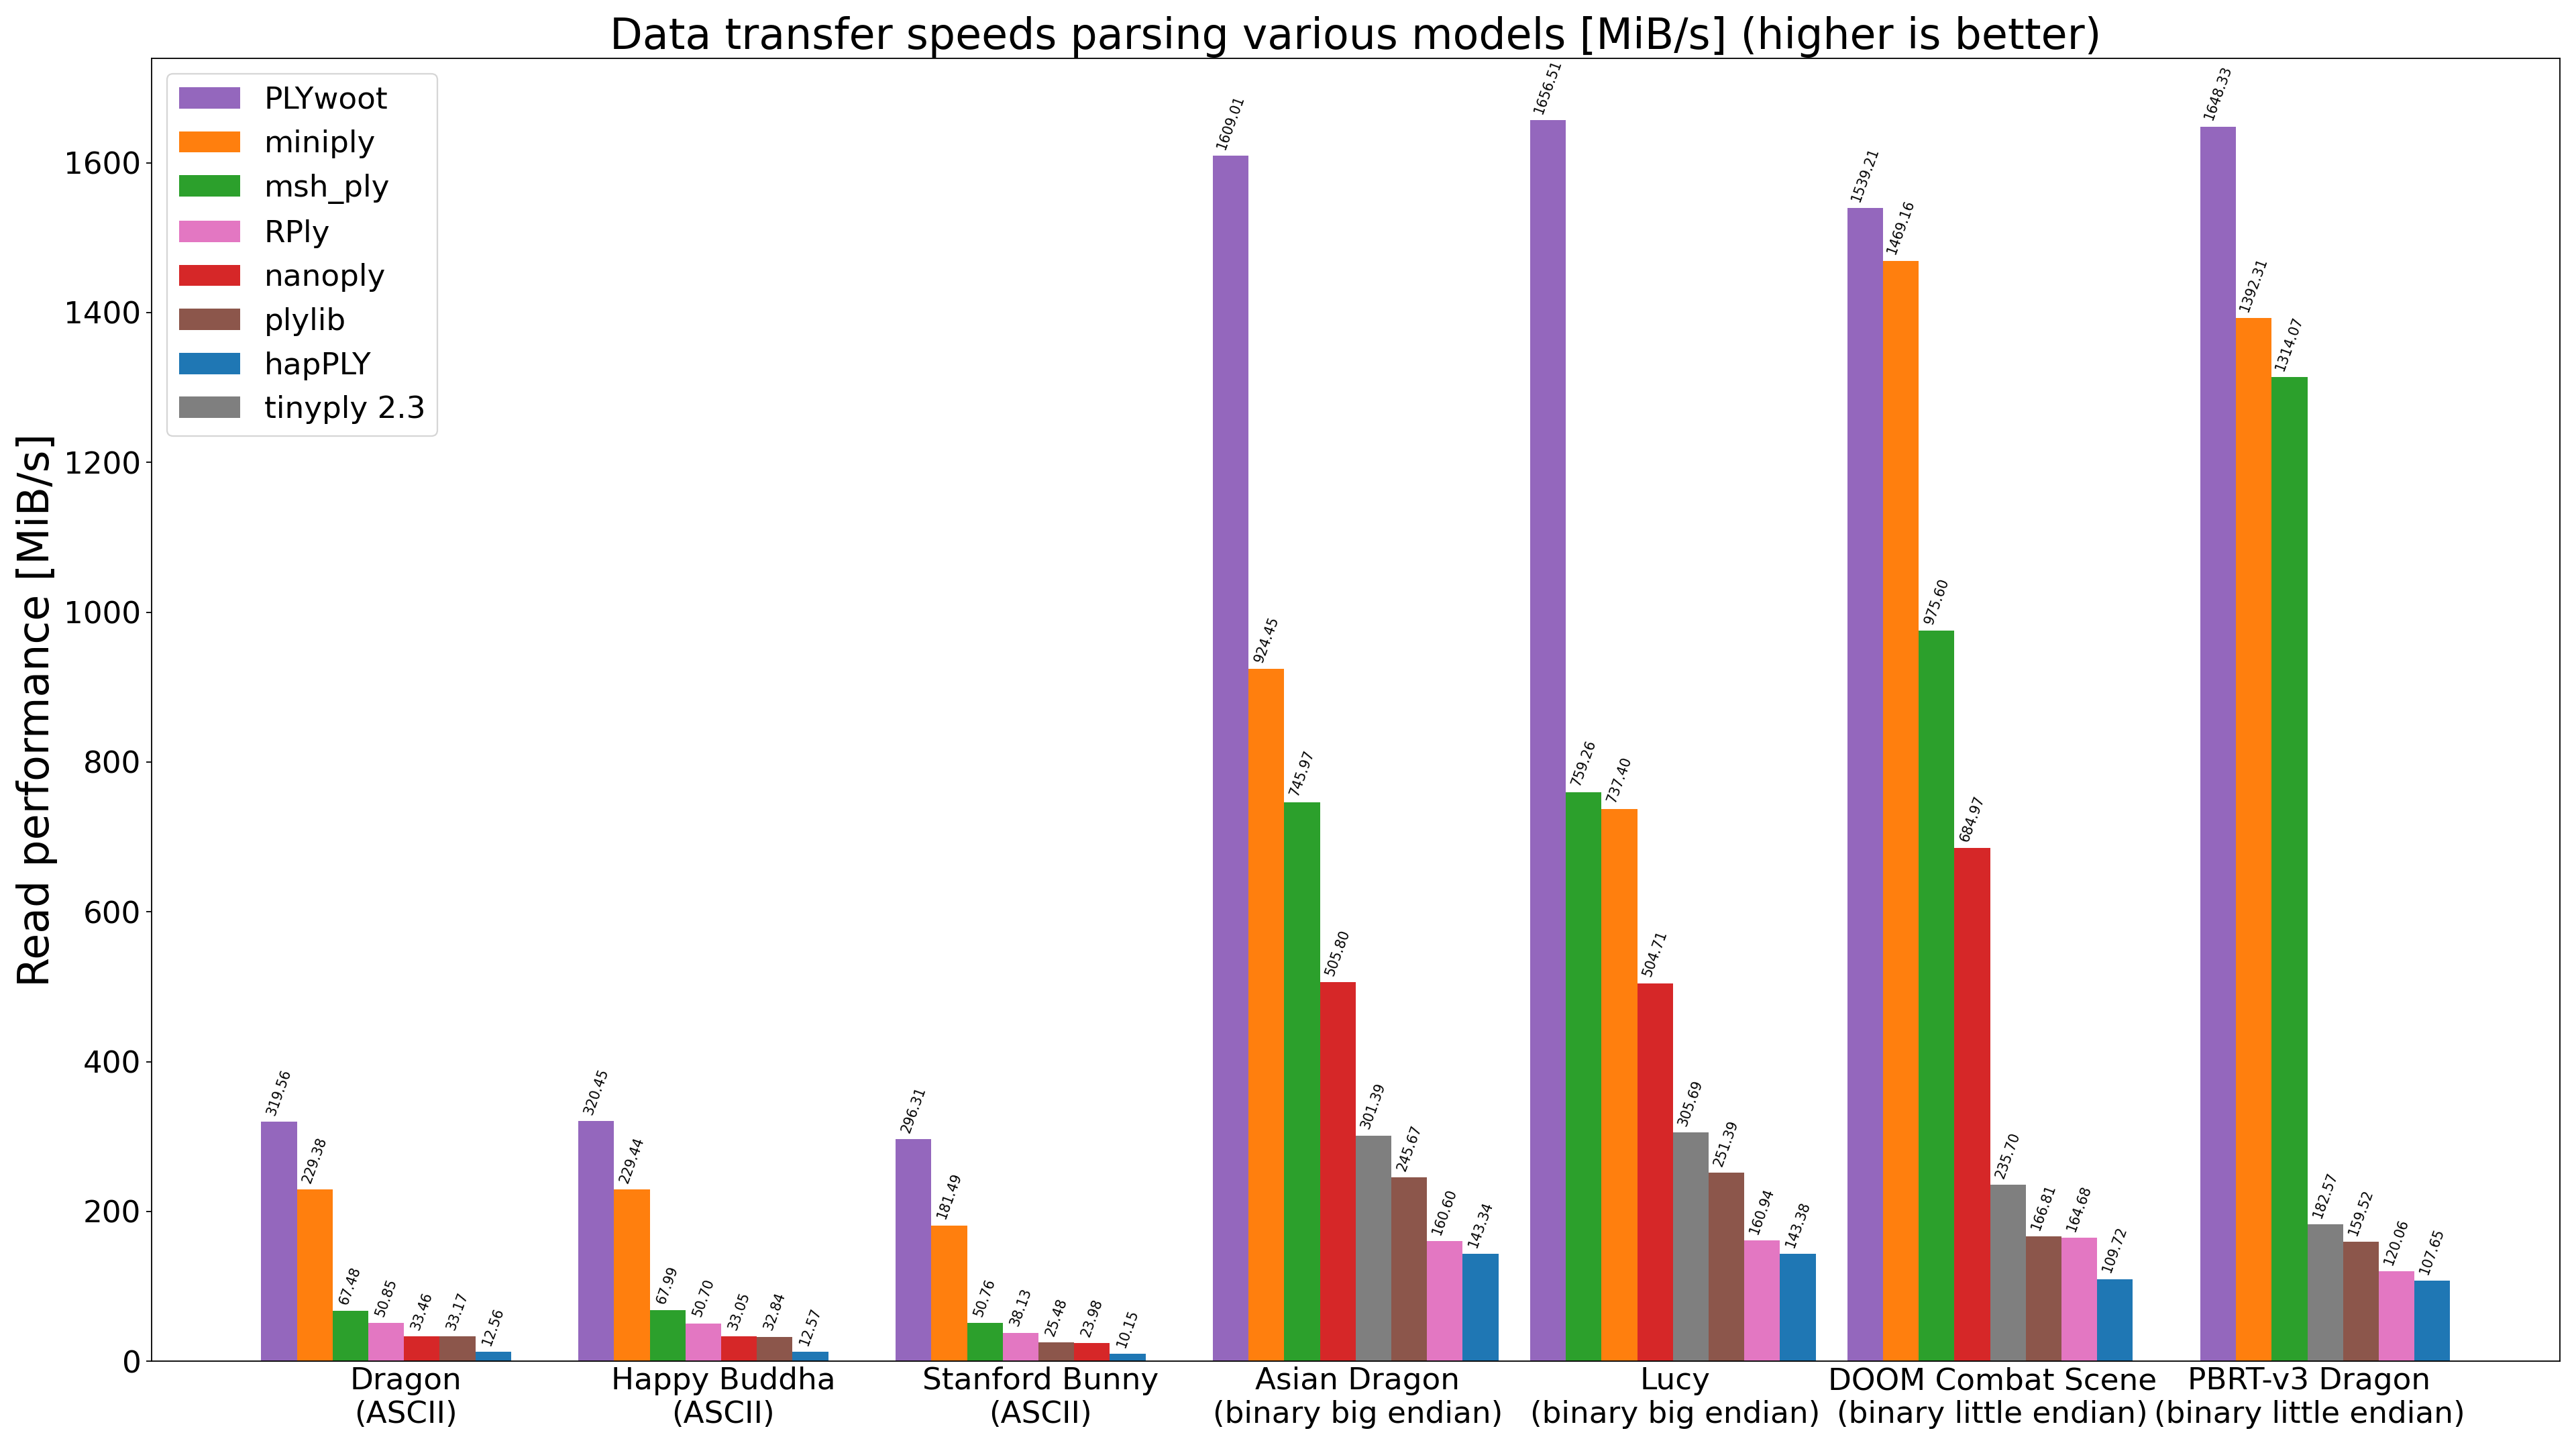 Data transfer speeds parsing various models [MiB/s] (higher is better)
PLYwoot
miniply
msh_ply
RPly
nanoply
plylib
hapPLY
tinyply 2.3
Read performance [MiB/s]
1600
1400
1200
1000
800
600
400
200
0
319.56
229.38
67.48
50.85
33.46
33.17
12.56
320.45
229.44
67.99
50.70
33.05
32.84
12.57
296.31
181.49
50.76
38.13
25.48
23.98
10.15
1609.01
924.45
745.97
505.80
301.39
245.67
160.60
143.34
1656.51
759.26
737.40
504.71
305.69
251.39
160.94
143.38
1539.21
1469.16
975.60
684.97
235.70
166.81
164.68
109.72
1648.33
1392.31
1314.07
182.57
159.52
120.06
107.65
Dragon
(ASCII)
Happy Buddha
(ASCII)
Stanford Bunny
(ASCII)
Asian Dragon
(binary big endian)
Lucy
(binary big endian)
DOOM Combat Scene
(binary little endian)
PBRT-v3 Dragon
(binary little endian)